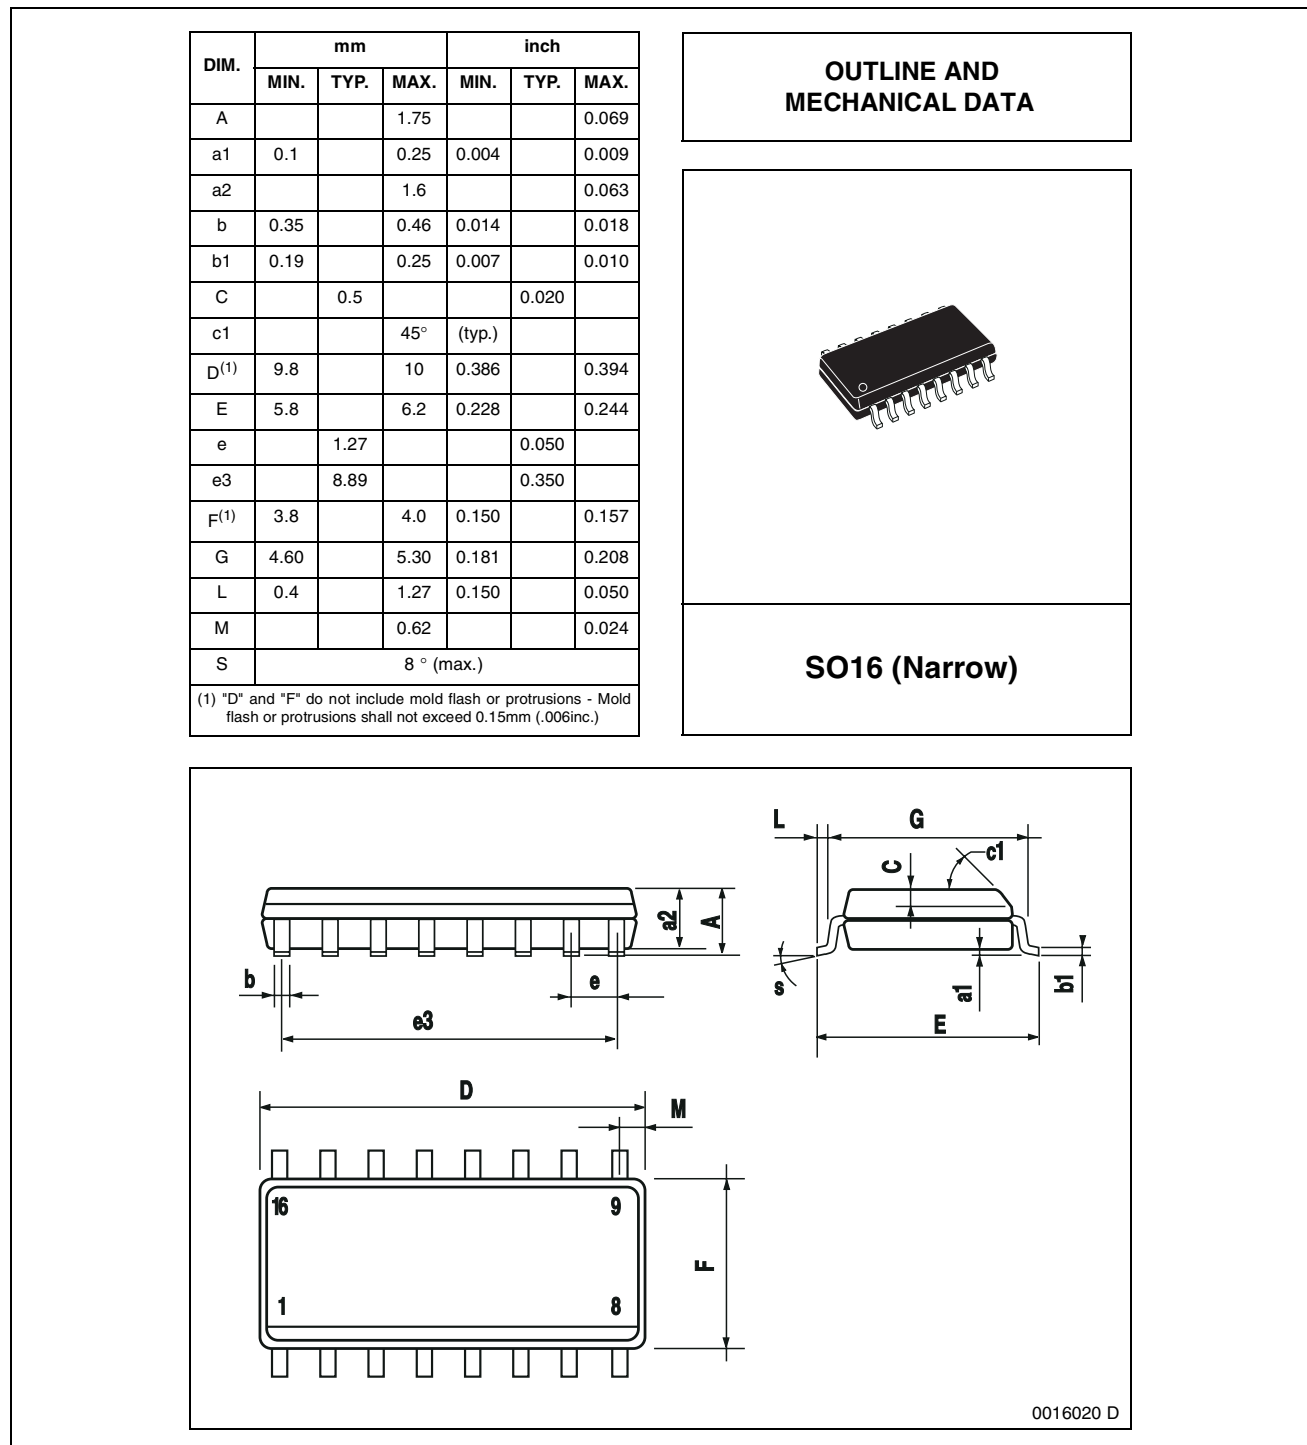 DIM. mm inch
MIN. TYP. MAX. MIN. TYP. MAX.
A 1.75 0.069
a1 0.1 0.25 0.004 0.009
a2 1.6 0.063
b 0.35 0.46 0.014 0.018
b1 0.19 0.25 0.007 0.010
C 0.5 0.020
c1 45° (typ.)
D(1) 9.8 10 0.386 0.394
E 5.8 6.2 0.228 0.244
e 1.27 0.050
e3 8.89 0.350
F(1) 3.8 4.0 0.150 0.157
G 4.60 5.30 0.181 0.208
L 0.4 1.27 0.150 0.050
M 0.62 0.024
S 8 ° (max.)
(1) "D" and "F" do not include mold flash or protrusions - Mold
flash or protrusions shall not exceed 0.15mm (.006inc.)
OUTLINE AND
MECHANICAL DATA
SO16 (Narrow)
L G
C c1
a2 A
b e s a1 b1
e3 E
D M
16 9
F
1 8
0016020 D